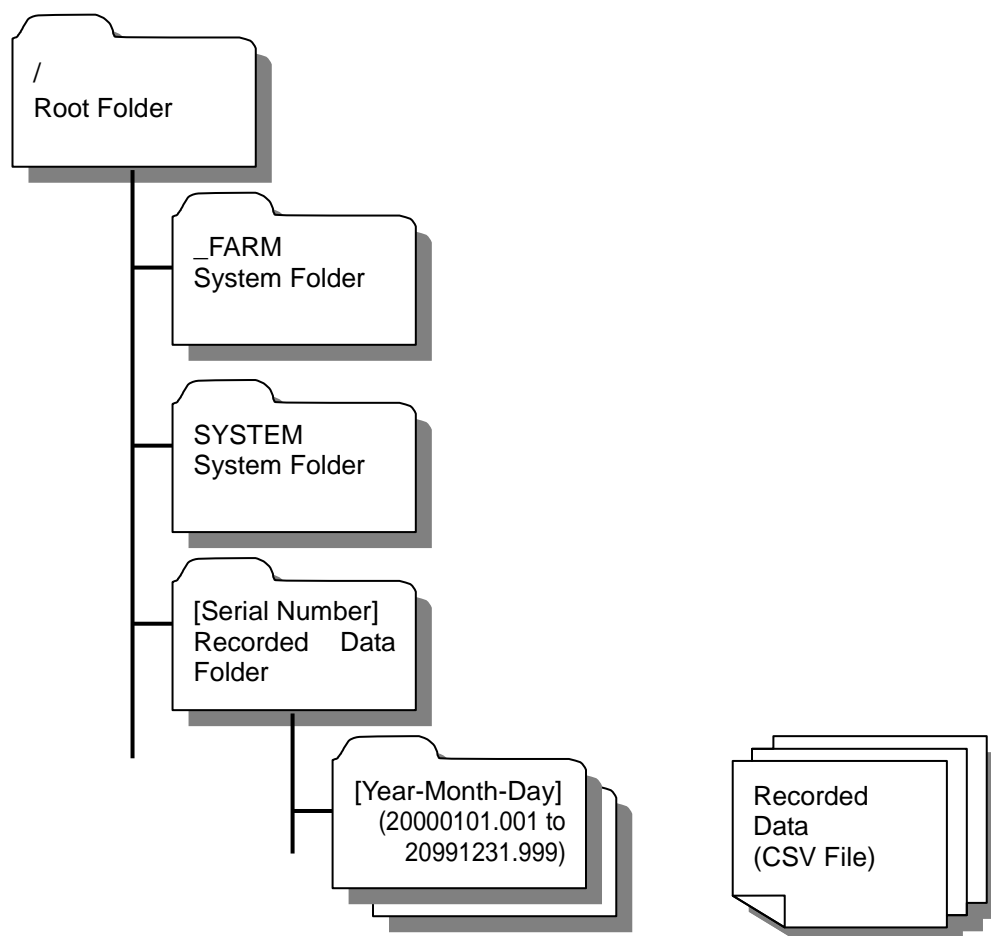 /
Root Folder
_FARM
System Folder
SYSTEM
System Folder
[Serial Number]
Recorded Data
Folder
[Year-Month-Day]
(20000101.001 to
20991231.999)
Recorded
Data
(CSV File)